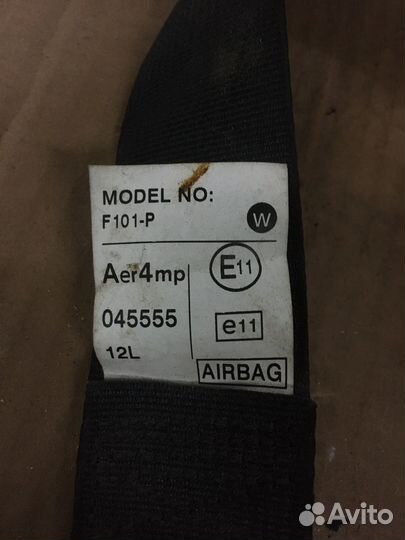 MODEL NO:
F101-P
W
Aer4mp
E11
045555
e11
12L
AIRBAG
Avito